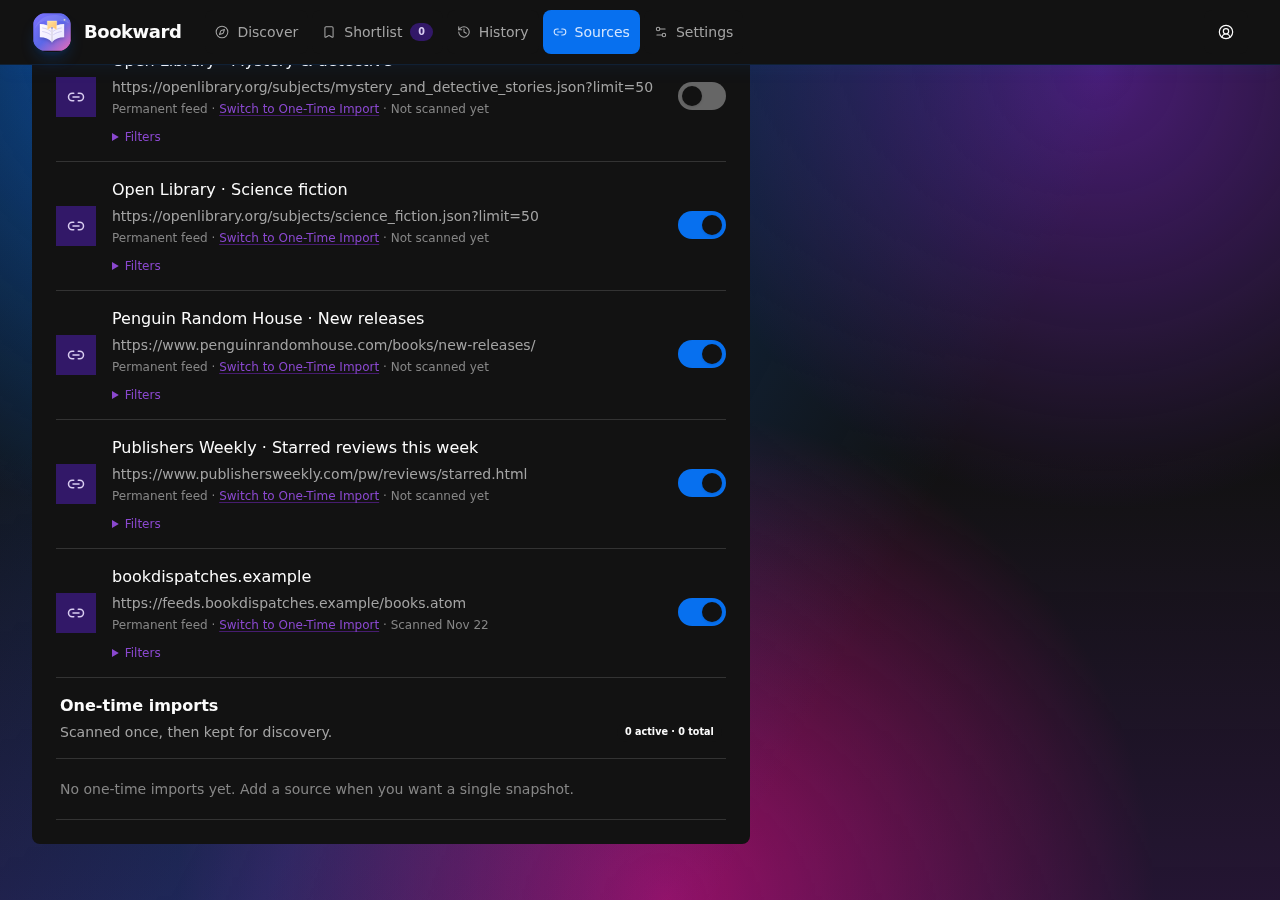 Bookward
Discover
Shortlist 0
History
Sources
Settings
Open Library · Mystery & detective
https://openlibrary.org/subjects/mystery_and_detective_stories.json?limit=50
Permanent feed · Switch to One-Time Import · Not scanned yet
Filters
Open Library · Science fiction
https://openlibrary.org/subjects/science_fiction.json?limit=50
Permanent feed · Switch to One-Time Import · Not scanned yet
Filters
Penguin Random House · New releases
https://www.penguinrandomhouse.com/books/new-releases/
Permanent feed · Switch to One-Time Import · Not scanned yet
Filters
Publishers Weekly · Starred reviews this week
https://www.publishersweekly.com/pw/reviews/starred.html
Permanent feed · Switch to One-Time Import · Not scanned yet
Filters
bookdispatches.example
https://feeds.bookdispatches.example/books.atom
Permanent feed · Switch to One-Time Import · Scanned Nov 22
Filters
One-time imports
Scanned once, then kept for discovery.
0 active · 0 total
No one-time imports yet. Add a source when you want a single snapshot.